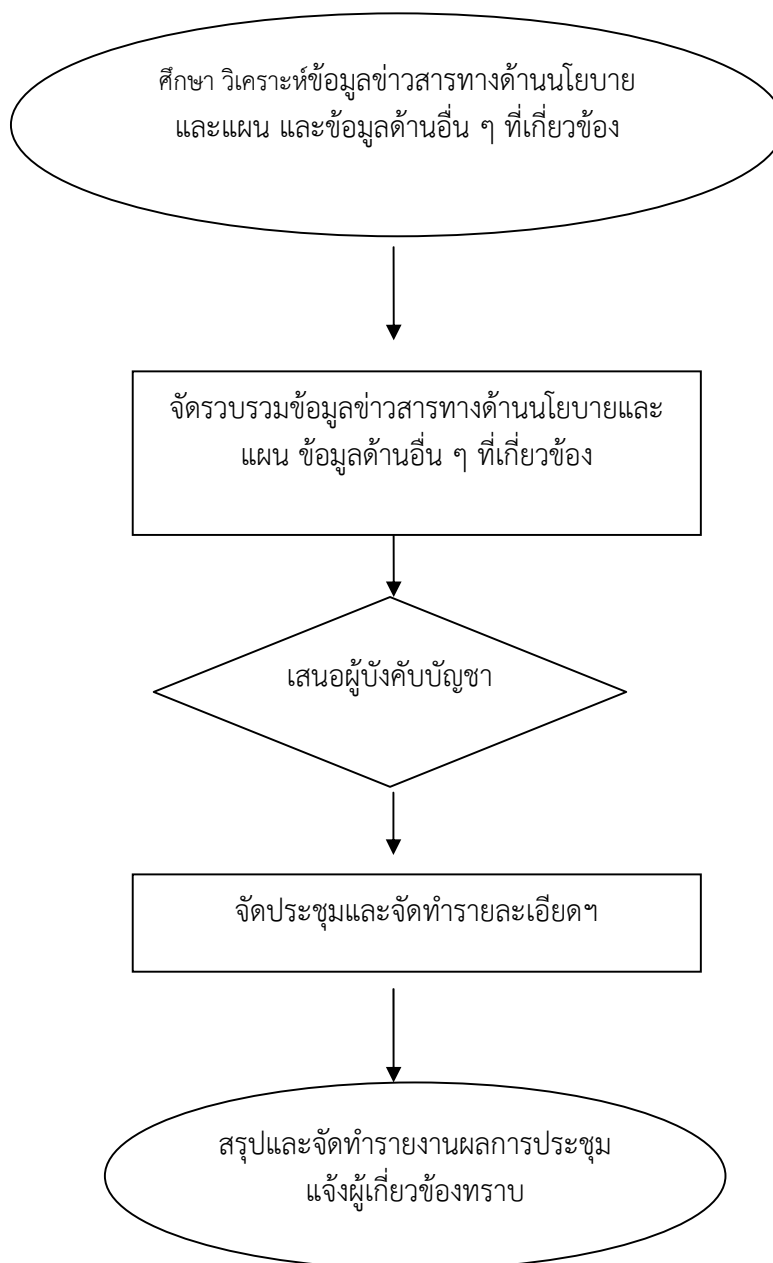 ศึกษา วิเคราะห์ข้อมูลข่าวสารทางด้านนโยบาย
และแผน และข้อมูลด้านอื่น ๆ ที่เกี่ยวข้อง
จัดรวบรวมข้อมูลข่าวสารทางด้านนโยบายและ
แผน ข้อมูลด้านอื่น ๆ ที่เกี่ยวข้อง
เสนอผู้บังคับบัญชา
จัดประชุมและจัดทำรายละเอียดฯ
สรุปและจัดทำรายงานผลการประชุม
แจ้งผู้เกี่ยวข้องทราบ